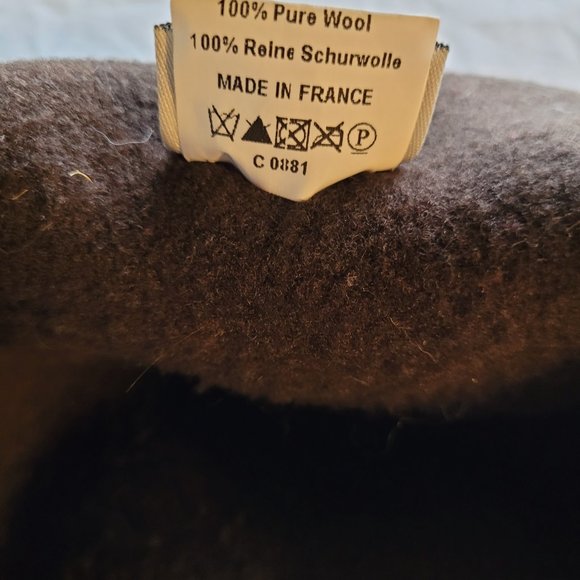 100% Pure Wool
100% Reine Schurwolle
MADE IN FRANCE
P
C 0881